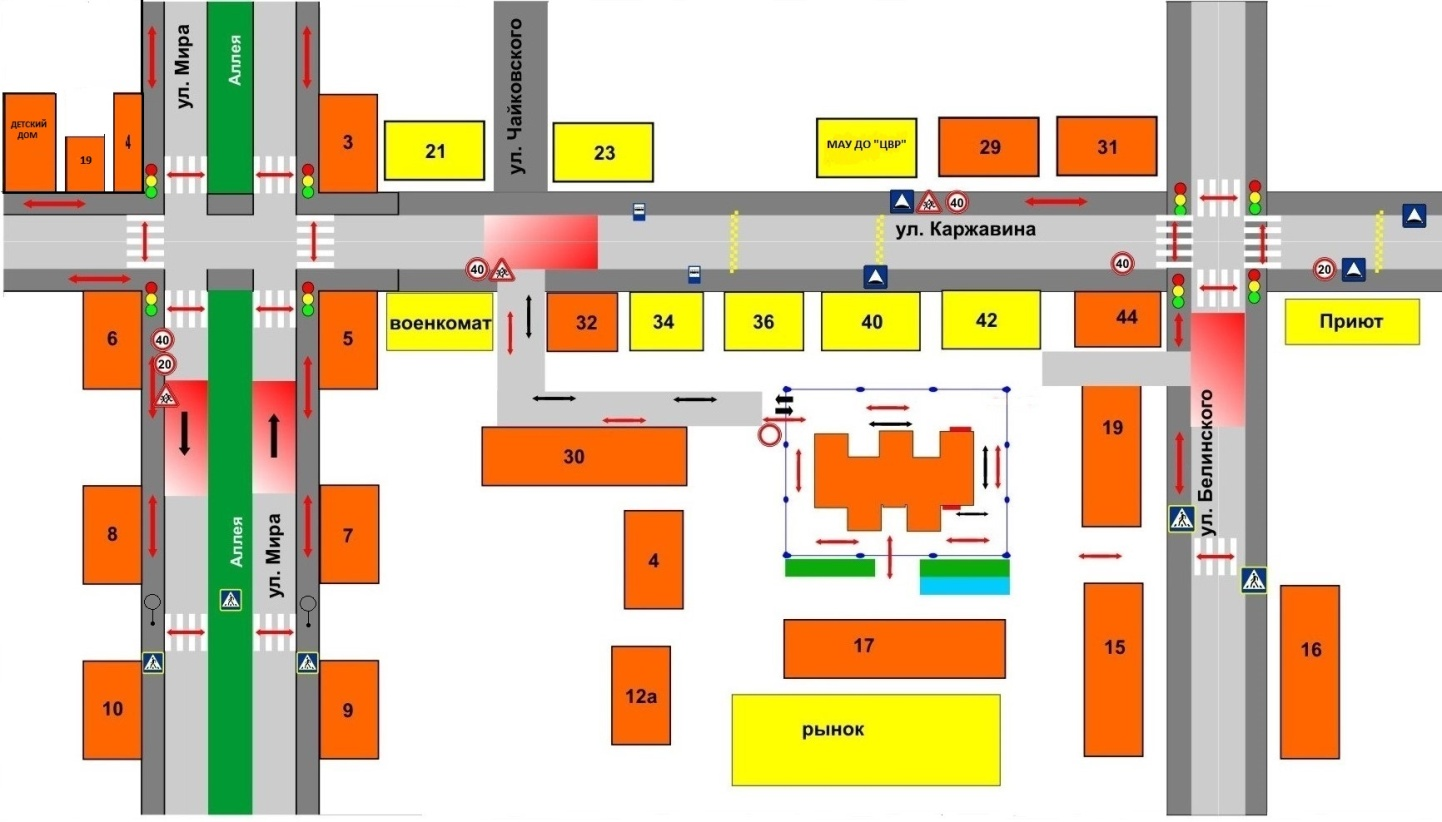 ул. Мира
Аллея
ул. Чайковского
ДЕТСКИЙ
ДОМ
19
4
3
21
23
МАУ ДО "ЦВР"
29
31
40
ул. Каржавина
40
40
20
6
40
20
5
военкомат
32
34
36
40
42
44
Приют
ул. Белинского
19
30
8
Аллея
ул. Мира
7
4
17
15
16
10
9
12а
рынок